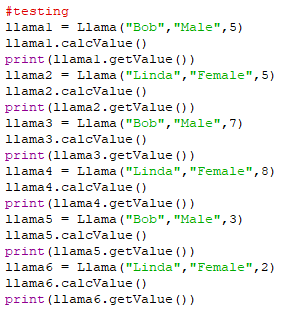 #testing
llama1 = Llama("Bob","Male",5)
llama1.calcValue()
print(llama1.getValue())
llama2 = Llama("Linda","Female",5)
llama2.calcValue()
print(llama2.getValue())
llama3 = Llama("Bob","Male",7)
llama3.calcValue()
print(llama3.getValue())
llama4 = Llama("Linda","Female",8)
llama4.calcValue()
print(llama4.getValue())
llama5 = Llama("Bob","Male",3)
llama5.calcValue()
print(llama5.getValue())
llama6 = Llama("Linda","Female",2)
llama6.calcValue()
print(llama6.getValue())